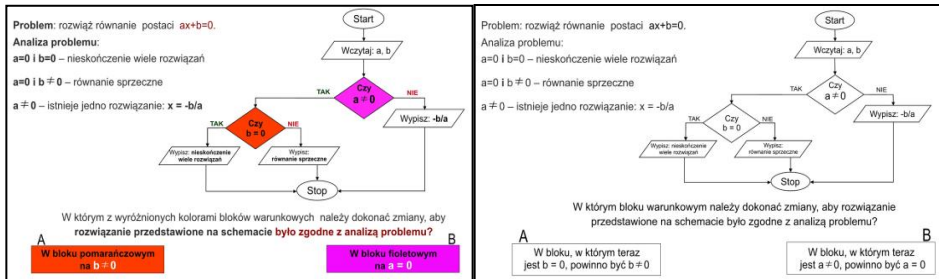 Problem: rozwiąż równanie postaci ax+b=0.
Analiza problemu:
a=0 i b=0 – nieskończenie wiele rozwiązań
a=0 i b ≠ 0 – równanie sprzeczne
a ≠ 0 – istnieje jedno rozwiązanie: x = -b/a
Start
Wczytaj: a, b
TAK
Czy
a ≠ 0
NIE
Wypisz: -b/a
TAK
Czy
b = 0
NIE
Wypisz: nieskończenie
wiele rozwiązań
Wypisz:
równanie sprzeczne
Stop
W którym z wyróżnionych kolorami bloków warunkowych należy dokonać zmiany, aby
rozwiązanie przedstawione na schemacie było zgodne z analizą problemu?
A
W bloku pomarańczowym
na b ≠ 0
B
W bloku fioletowym
na a = 0
Problem: rozwiąż równanie postaci ax+b=0.
Analiza problemu:
a=0 i b=0 – nieskończenie wiele rozwiązań
a=0 i b ≠ 0 – równanie sprzeczne
a ≠ 0 – istnieje jedno rozwiązanie: x = -b/a
Start
Wczytaj: a, b
TAK
Czy
a ≠ 0
NIE
Wypisz: -b/a
TAK
Czy
b = 0
NIE
Wypisz: nieskończenie
wiele rozwiązań
Wypisz:
równanie sprzeczne
Stop
W którym bloku warunkowym należy dokonać zmiany, aby rozwiązanie
przedstawione na schemacie było zgodne z analizą problemu?
A
W bloku, w którym teraz
jest b = 0, powinno być b ≠ 0
B
W bloku, w którym teraz
jest a ≠ 0, powinno być a = 0